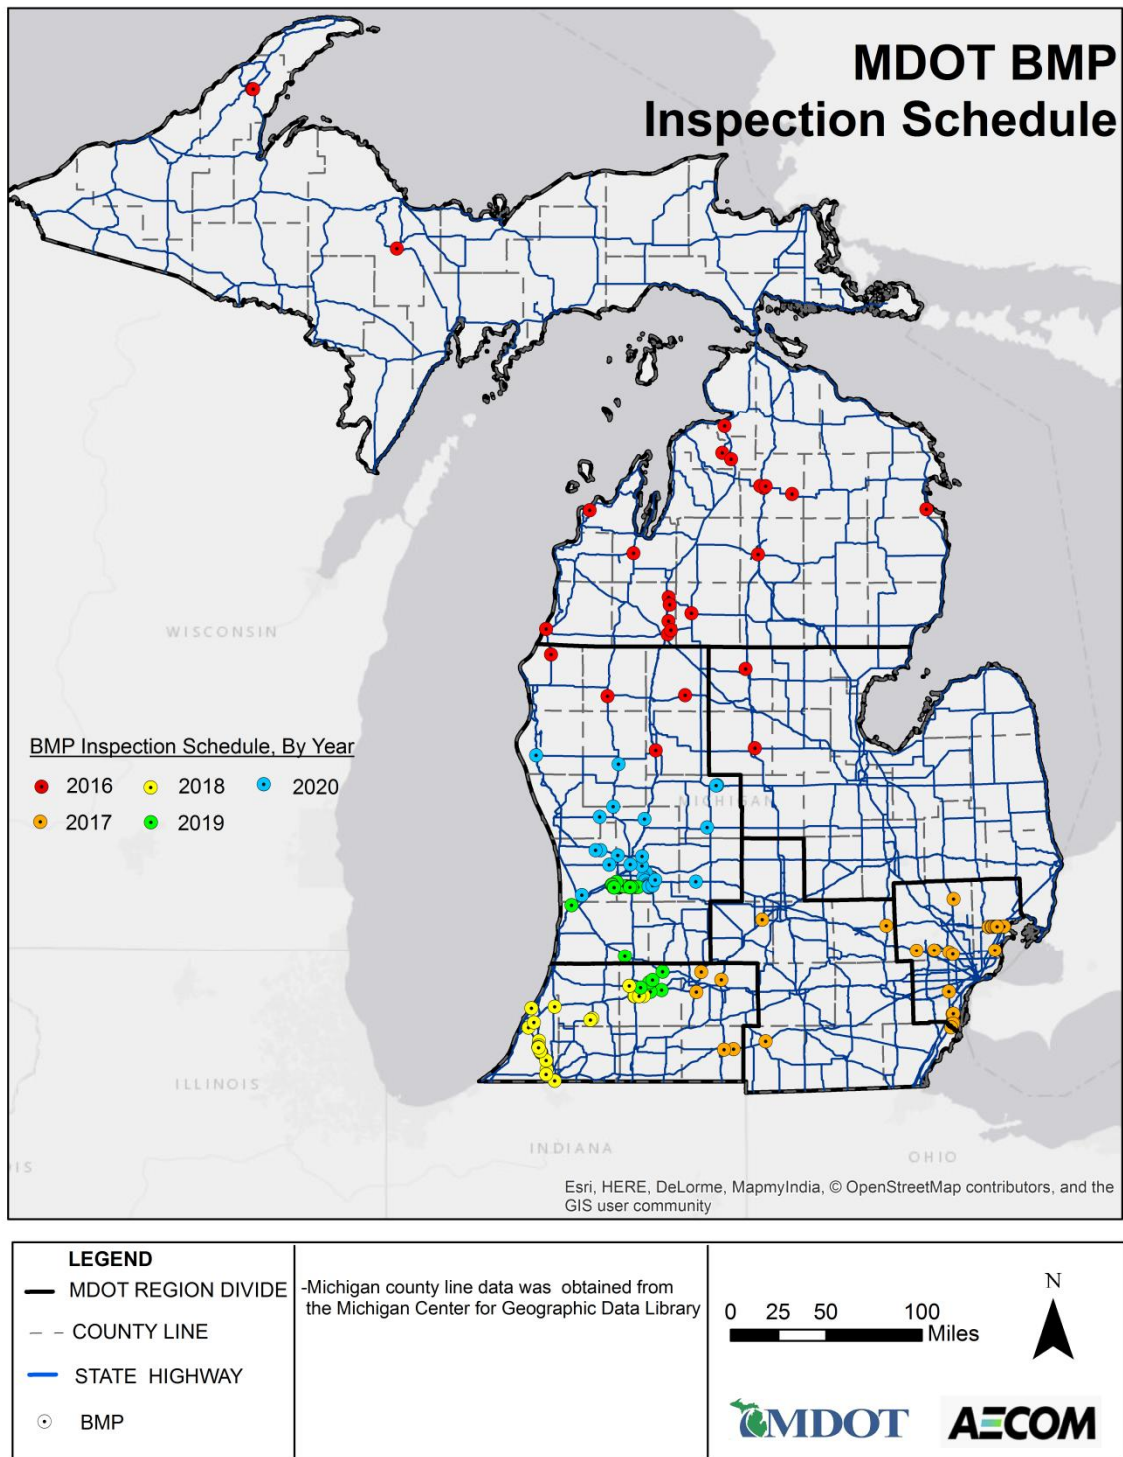 MDOT BMP
Inspection Schedule
WISCONSIN
BMP Inspection Schedule, By Year
2016
2018
2020
2017
2019
MICHIGAN
ILLINOIS
INDIANA
OHIO
IS
Esri, HERE, DeLorme, MapmyIndia, © OpenStreetMap contributors, and the
GIS user community
LEGEND
MDOT REGION DIVIDE
COUNTY LINE
STATE HIGHWAY
BMP
-Michigan county line data was obtained from
the Michigan Center for Geographic Data Library
0 25 50 100
Miles
N
MDOT
AECOM